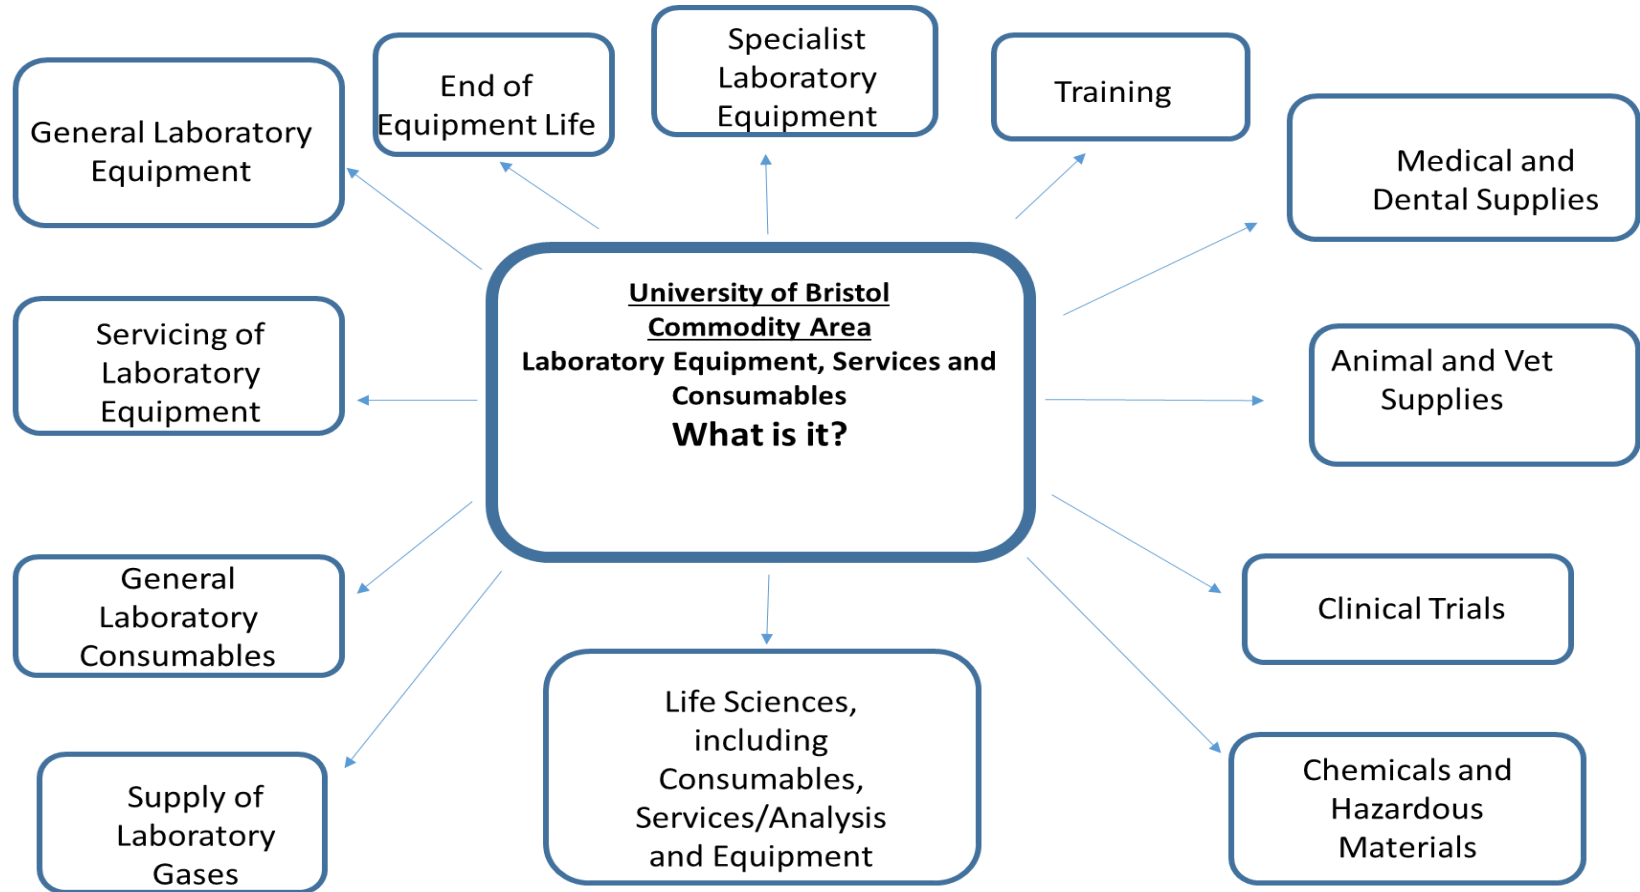 General Laboratory
Equipment
End of
Equipment Life
Specialist
Laboratory
Equipment
Training
Medical and
Dental Supplies
University of Bristol
Commodity Area
Laboratory Equipment, Services and
Consumables
What is it?
Servicing of
Laboratory
Equipment
Animal and Vet
Supplies
General
Laboratory
Consumables
Clinical Trials
Supply of
Laboratory
Gases
Life Sciences,
including
Consumables,
Services/Analysis
and Equipment
Chemicals and
Hazardous
Materials